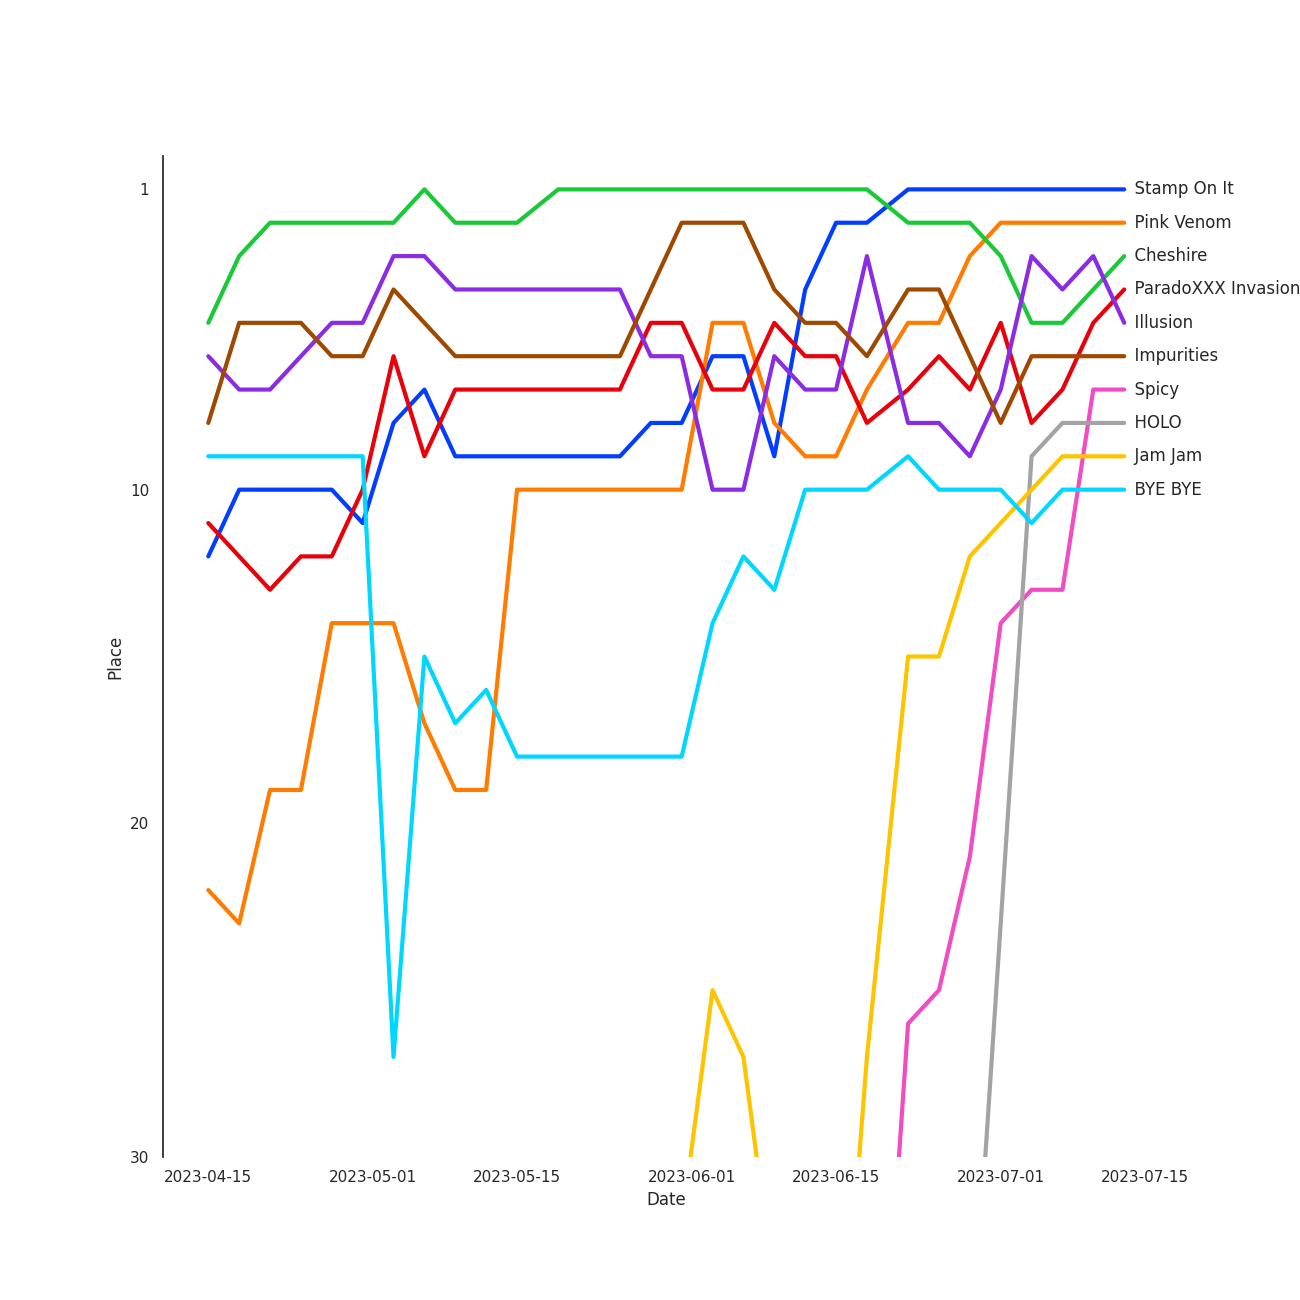 1
10
20
30
Place
2023-04-15
2023-05-01
2023-05-15
2023-06-01
2023-06-15
2023-07-01
2023-07-15
Date
Stamp On It
Pink Venom
Cheshire
ParadoXXX Invasion
Illusion
Impurities
Spicy
HOLO
Jam Jam
BYE BYE